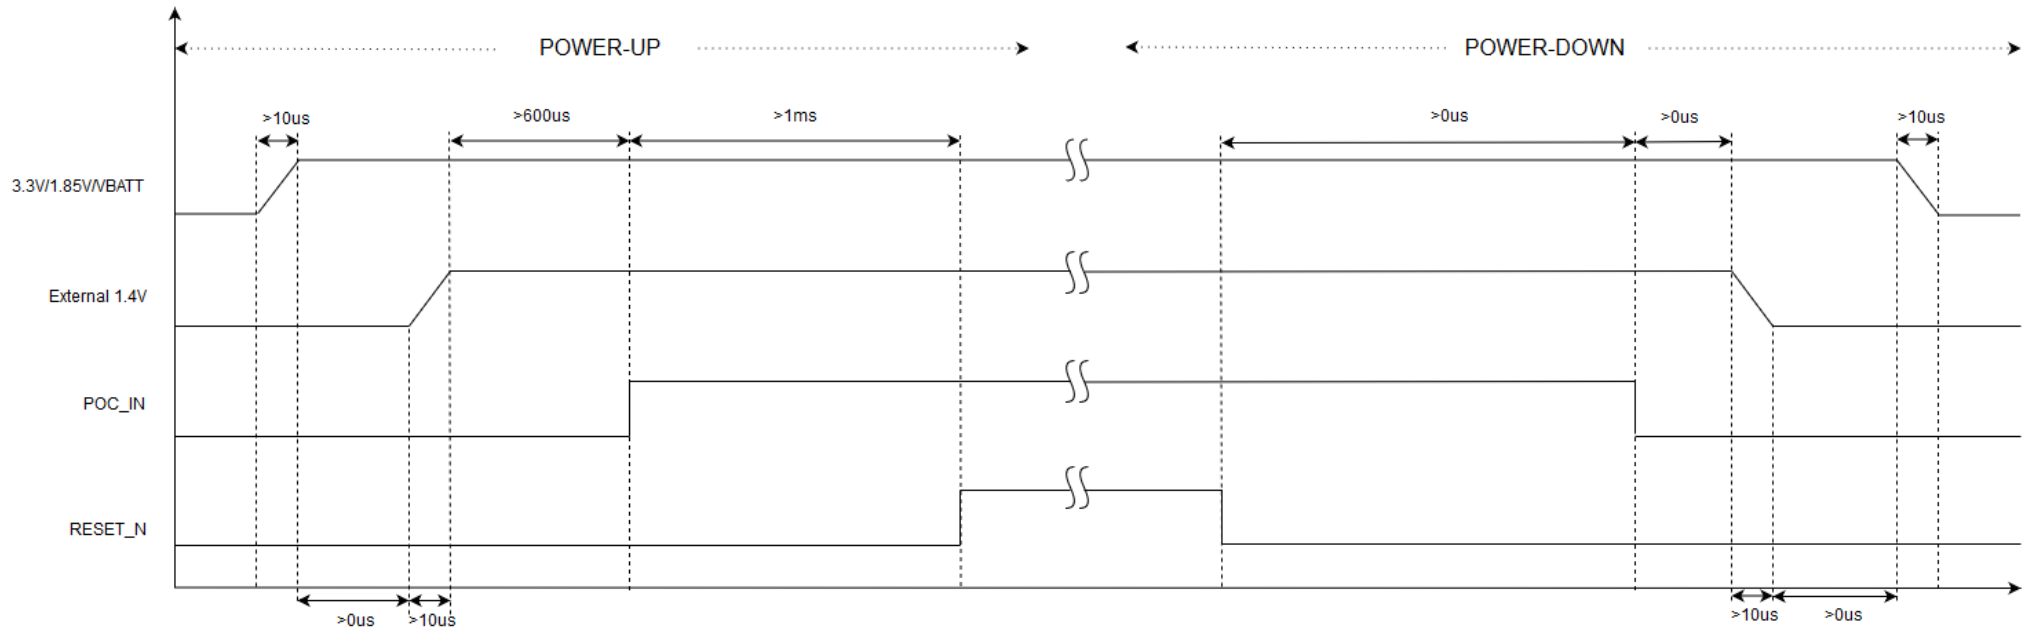 POWER-UP
POWER-DOWN
>10us
>600us
>1ms
>0us
>0us
>10us
3.3V/1.85V/VBATT
External 1.4V
POC_IN
RESET_N
>0us
>10us
>10us
>0us